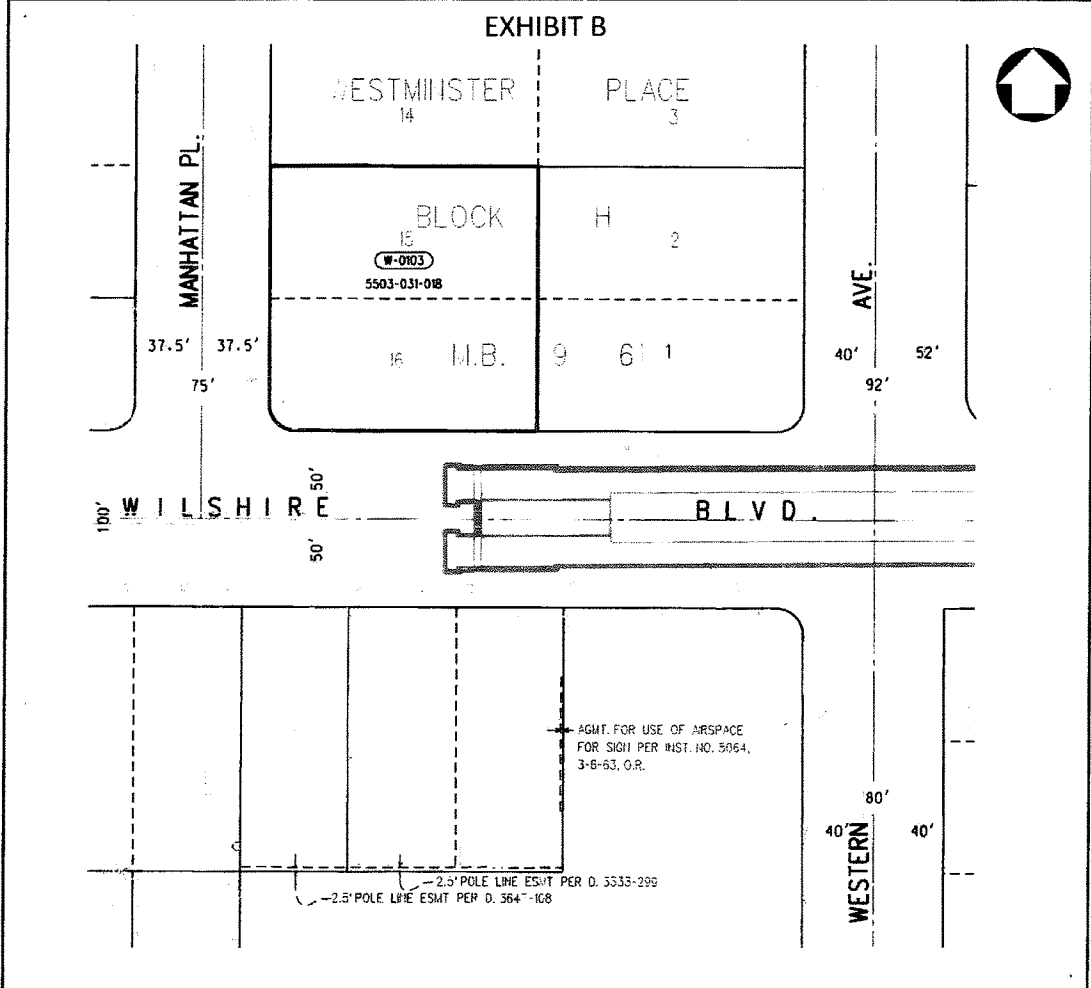 EXHIBIT B
WESTMINSTER PLACE
14 3
MANHATTAN PL.
BLOCK H
15 2
W-0103
5503-031-018
AVE.
37.5' 37.5'
75'
16 M.B. 9 61 1
40' 52'
92'
100'
WILSHIRE BLVD.
50'
50'
AGMT. FOR USE OF AIRSPACE
FOR SIGN PER INST. NO. 5064,
3-6-63, O.R.
80'
40' 40'
WESTERN
2.5' POLE LINE ESMT PER D. 3333-299
2.5' POLE LINE ESMT PER D.